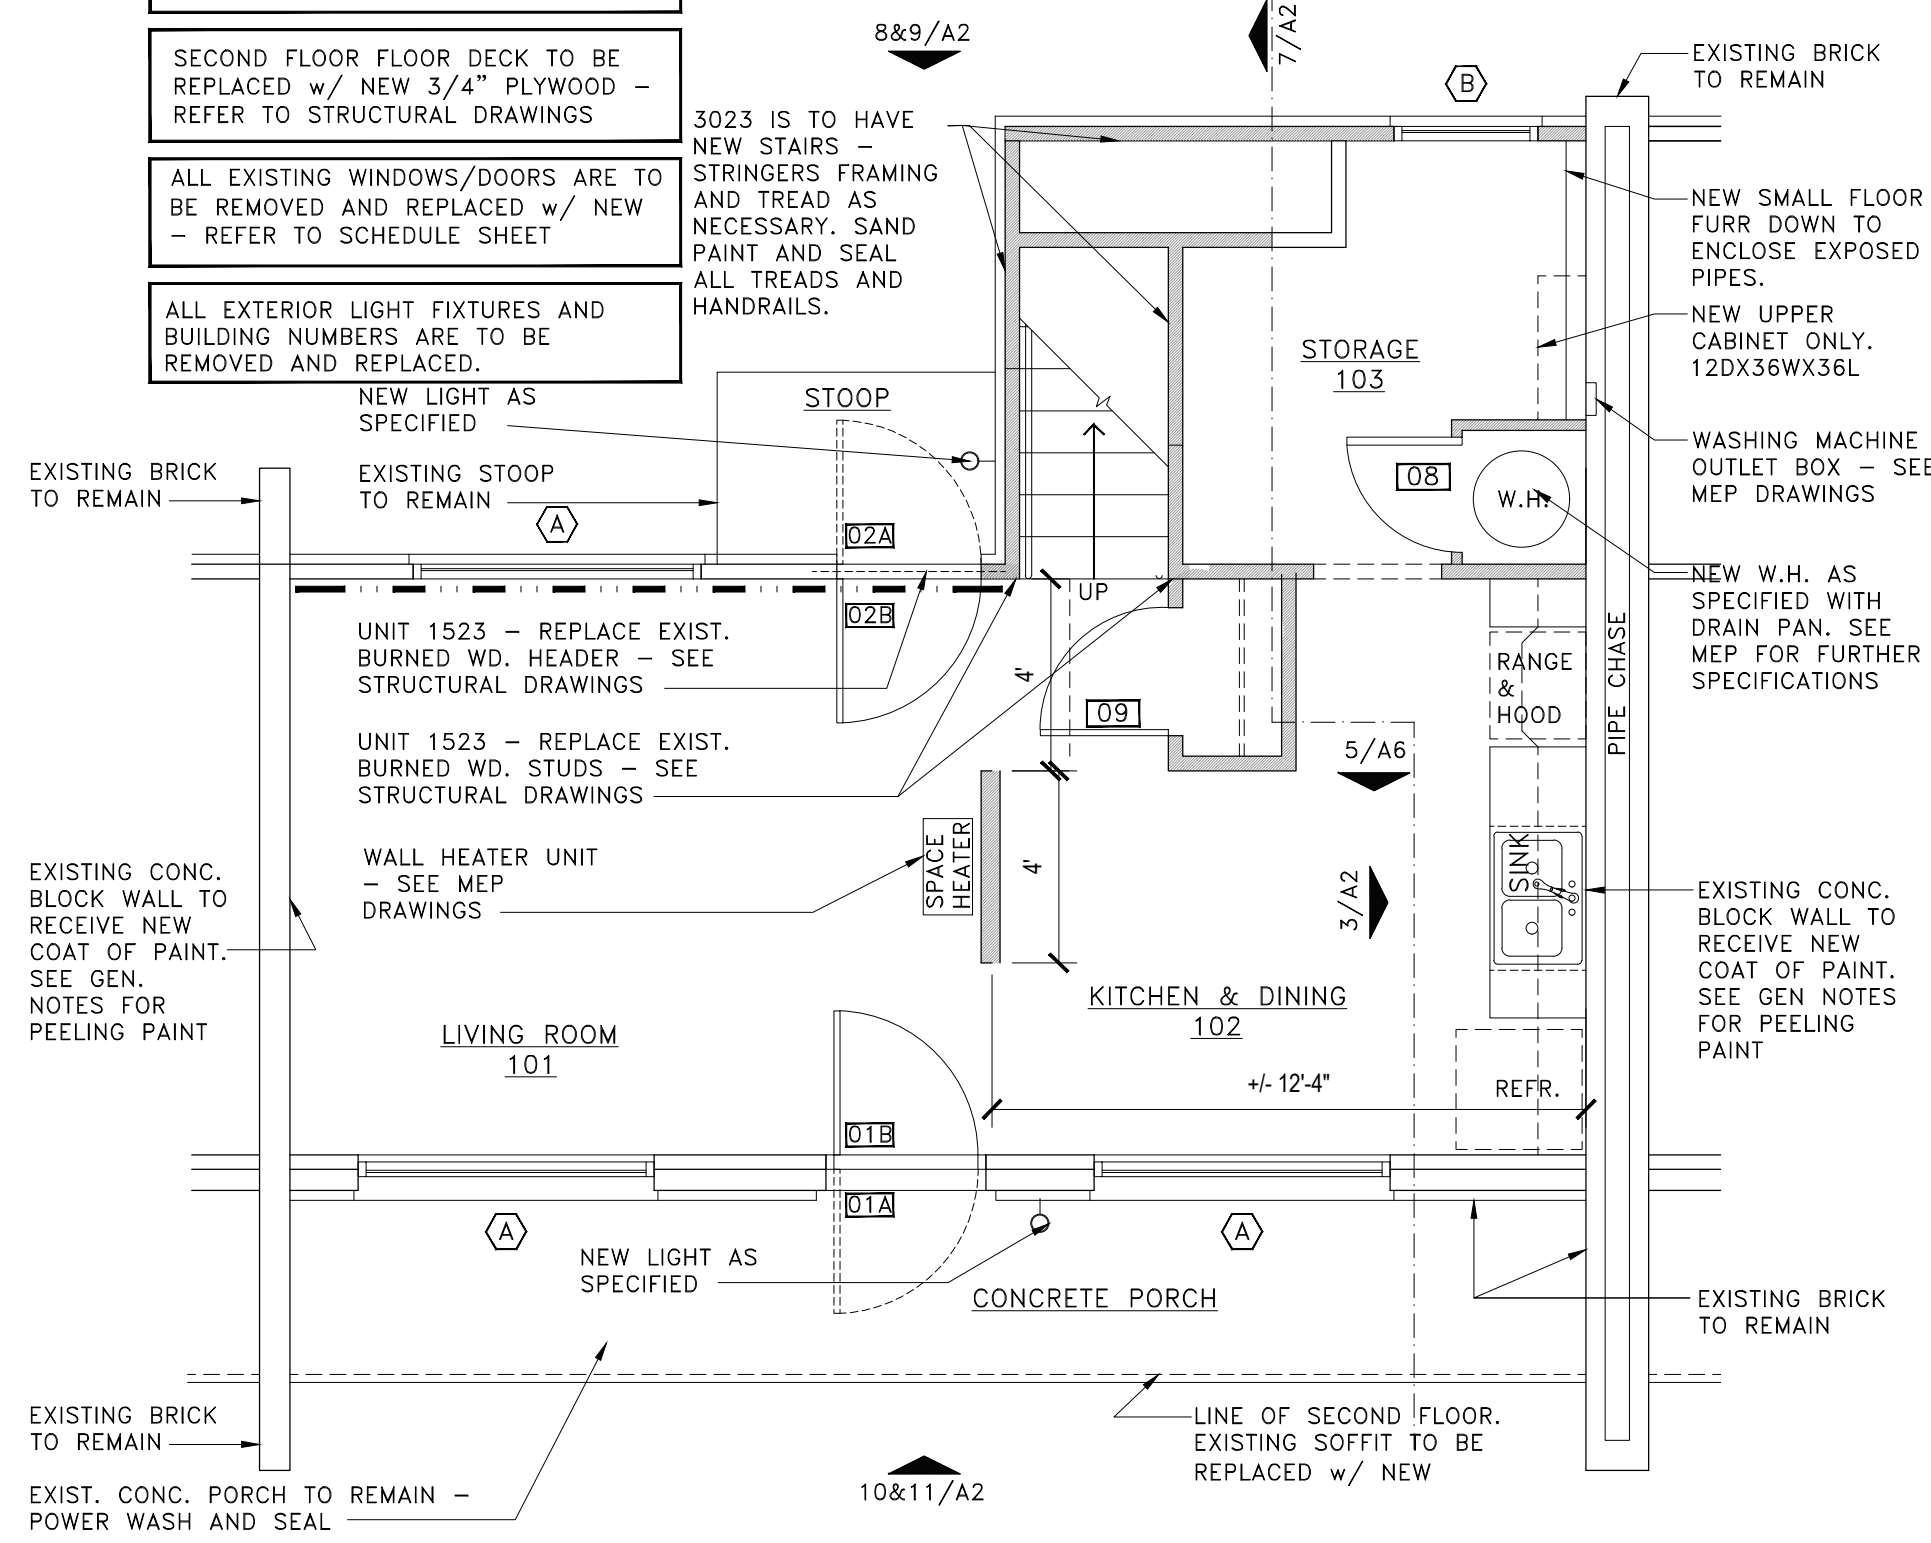 SECOND FLOOR FLOOR DECK TO BE
REPLACED w/ NEW 3/4" PLYWOOD –
REFER TO STRUCTURAL DRAWINGS
ALL EXISTING WINDOWS/DOORS ARE TO
BE REMOVED AND REPLACED w/ NEW
– REFER TO SCHEDULE SHEET
ALL EXTERIOR LIGHT FIXTURES AND
BUILDING NUMBERS ARE TO BE
REMOVED AND REPLACED.
8&9/A2
7/A2
B
EXISTING BRICK
TO REMAIN
3023 IS TO HAVE
NEW STAIRS –
STRINGERS FRAMING
AND TREAD AS
NECESSARY. SAND
PAINT AND SEAL
ALL TREADS AND
HANDRAILS.
NEW SMALL FLOOR
FURR DOWN TO
ENCLOSE EXPOSED
PIPES.
NEW UPPER
CABINET ONLY.
12DX36WX36L
STORAGE
103
NEW LIGHT AS
SPECIFIED
STOOP
EXISTING BRICK
TO REMAIN
EXISTING STOOP
TO REMAIN
A
02A
02B
08
W.H.
WASHING MACHINE
OUTLET BOX – SEE
MEP DRAWINGS
NEW W.H. AS
SPECIFIED WITH
DRAIN PAN. SEE
MEP FOR FURTHER
SPECIFICATIONS
UP
UNIT 1523 – REPLACE EXIST.
BURNED WD. HEADER – SEE
STRUCTURAL DRAWINGS
4'
09
RANGE
&
HOOD
PIPE CHASE
UNIT 1523 – REPLACE EXIST.
BURNED WD. STUDS – SEE
STRUCTURAL DRAWINGS
5/A6
WALL HEATER UNIT
– SEE MEP
DRAWINGS
SPACE
HEATER
4'
3/A2
SINK
EXISTING CONC.
BLOCK WALL TO
RECEIVE NEW
COAT OF PAINT.
SEE GEN.
NOTES FOR
PEELING PAINT
EXISTING CONC.
BLOCK WALL TO
RECEIVE NEW
COAT OF PAINT.
SEE GEN NOTES
FOR PEELING
PAINT
KITCHEN & DINING
102
LIVING ROOM
101
+/- 12'-4"
REFR.
01B
01A
A
A
NEW LIGHT AS
SPECIFIED
CONCRETE PORCH
EXISTING BRICK
TO REMAIN
EXISTING BRICK
TO REMAIN
LINE OF SECOND FLOOR.
EXISTING SOFFIT TO BE
REPLACED w/ NEW
10&11/A2
EXIST. CONC. PORCH TO REMAIN –
POWER WASH AND SEAL